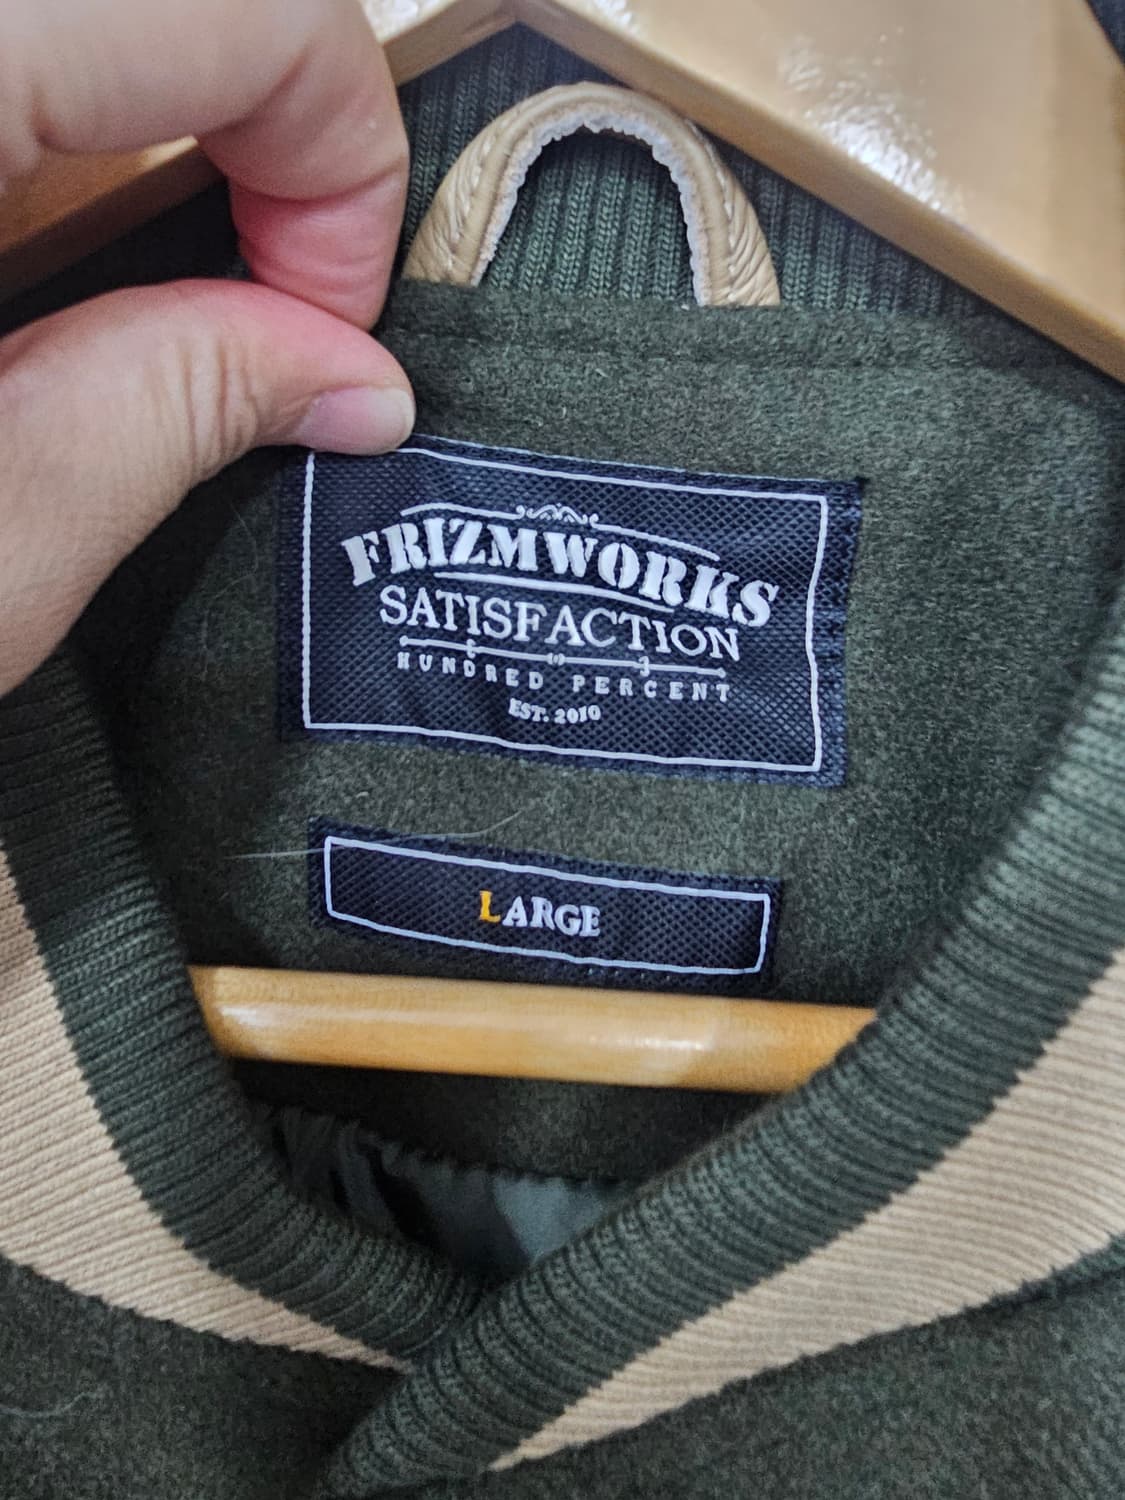 FRIZMWORKS
SATISFACTION
HUNDRED PERCENT
EST. 2010
LARGE